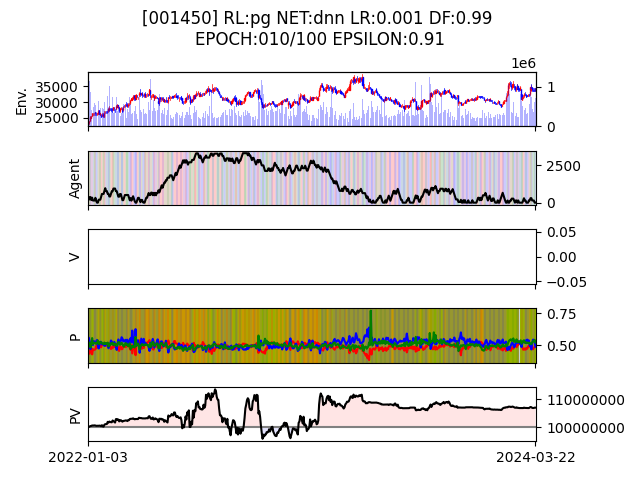 [001450] RL:pg NET:dnn LR:0.001 DF:0.99
EPOCH:010/100 EPSILON:0.91
1e6
Env.
35000
30000
25000
1
0
Agent
2500
0
V
0.05
0.00
−0.05
P
0.75
0.50
PV
1100000000
1000000000
2022-01-03
2024-03-22